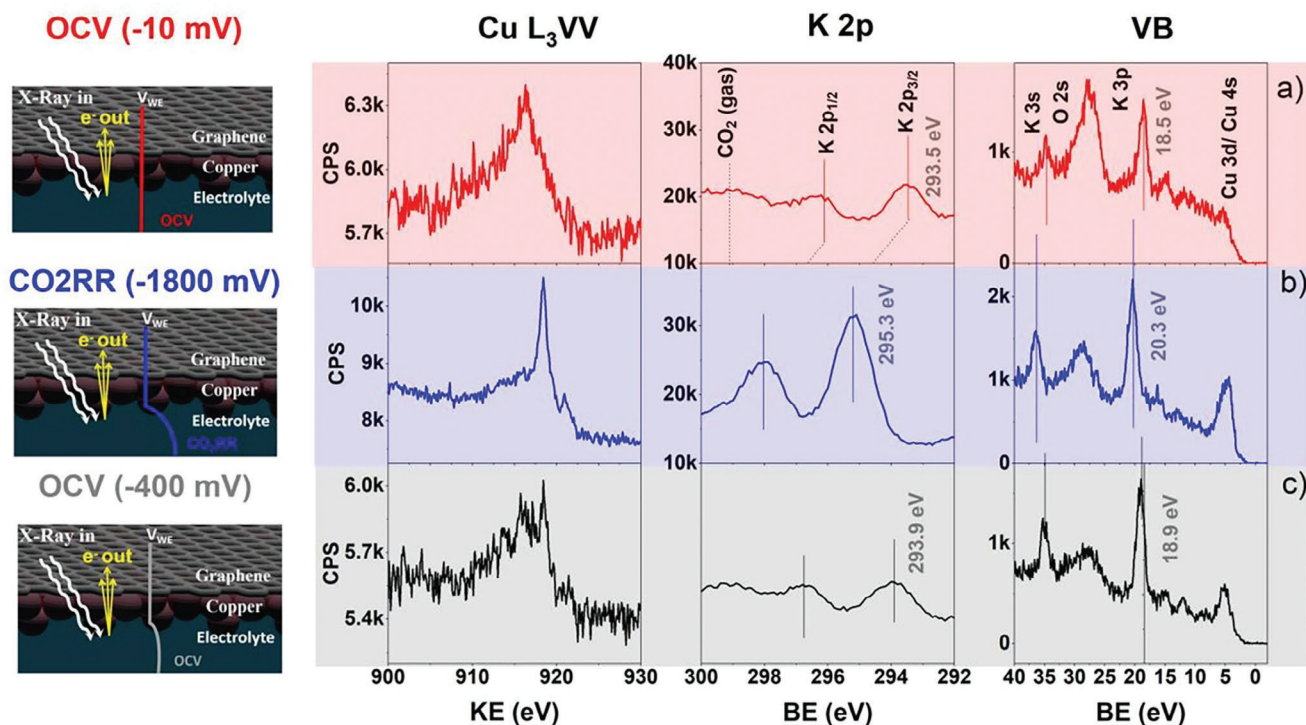 OCV (-10 mV)
Cu L₃VV
K 2p
VB
X-Ray in
e⁻ out
V_WE
Graphene
Copper
Electrolyte
OCV
CPS
6.3k
6.0k
5.7k
40k
30k
20k
10k
CO₂ (gas)
K 2p₁/₂
K 2p₃/₂
293.5 eV
1k
0
K 3s
O 2s
K 3p
18.5 eV
Cu 3d/ Cu 4s
a)
CO2RR (-1800 mV)
X-Ray in
e⁻ out
V_WE
Graphene
Copper
Electrolyte
CO₂RR
CPS
10k
9k
8k
30k
20k
10k
295.3 eV
2k
1k
0
20.3 eV
b)
OCV (-400 mV)
X-Ray in
e⁻ out
V_WE
Graphene
Copper
Electrolyte
OCV
CPS
6.0k
5.7k
5.4k
293.9 eV
1k
0
18.9 eV
c)
900 910 920 930
300 298 296 294 292
40 35 30 25 20 15 10 5 0
KE (eV)
BE (eV)
BE (eV)